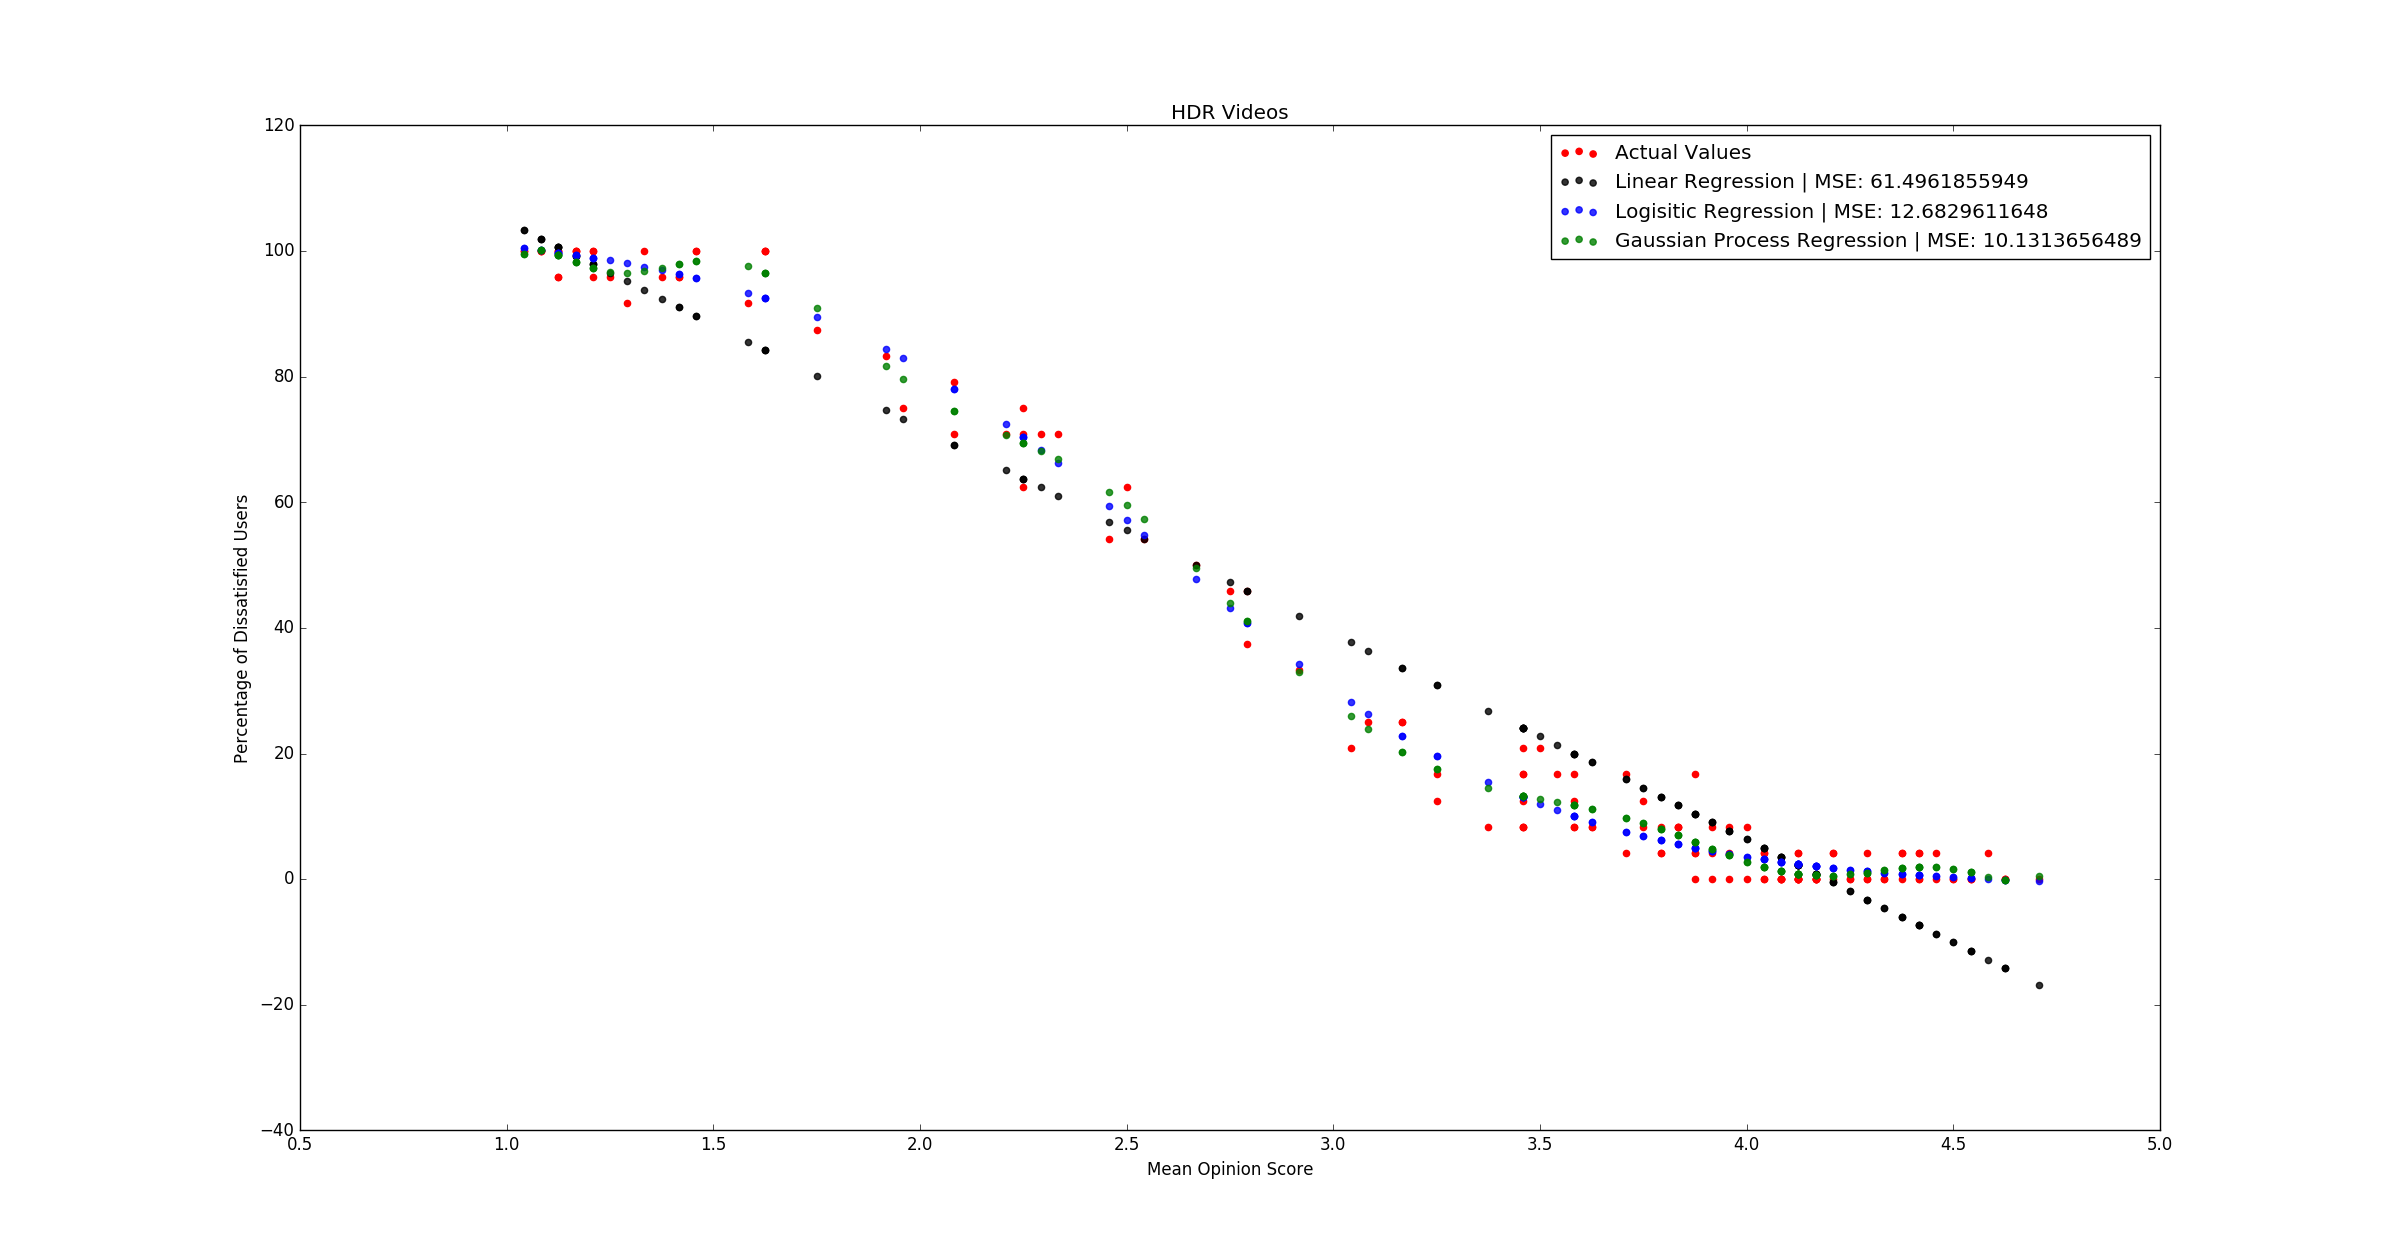 HDR Videos
120
100
80
60
40
20
0
−20
−40
Percentage of Dissatisfied Users
Actual Values
Linear Regression | MSE: 61.4961855949
Logisitic Regression | MSE: 12.6829611648
Gaussian Process Regression | MSE: 10.1313656489
0.5 1.0 1.5 2.0 2.5 3.0 3.5 4.0 4.5 5.0
Mean Opinion Score